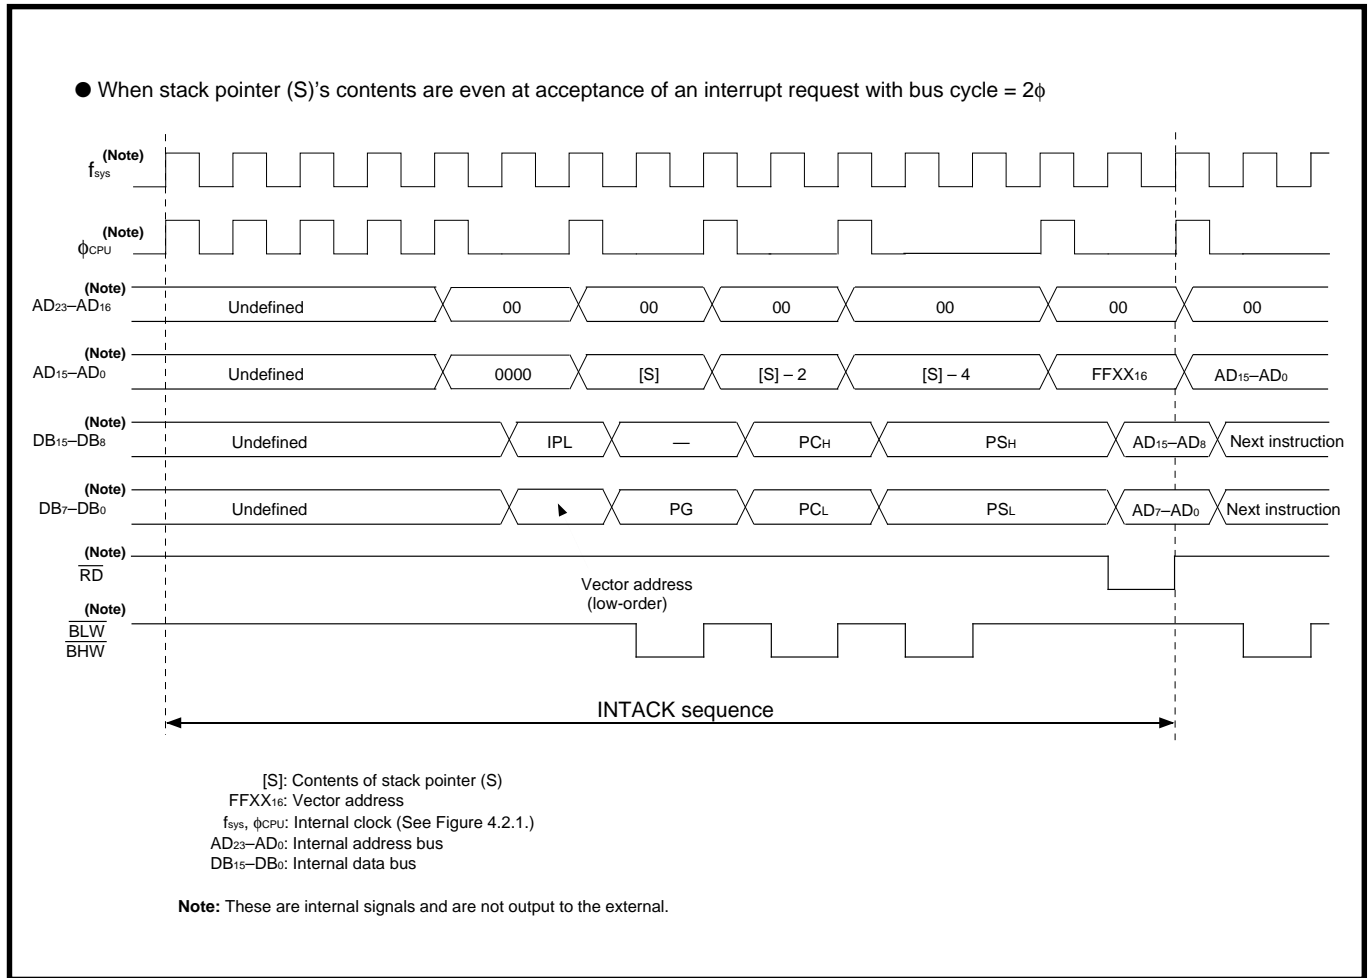 ● When stack pointer (S)'s contents are even at acceptance of an interrupt request with bus cycle = 2ϕ
(Note)
fsys
(Note)
ϕCPU
(Note)
AD23–AD16 Undefined 00 00 00 00 00 00
(Note)
AD15–AD0 Undefined 0000 [S] [S] – 2 [S] – 4 FFXX16 AD15–AD0
(Note)
DB15–DB8 Undefined IPL — PCH PSH AD15–AD8 Next instruction
(Note)
DB7–DB0 Undefined PG PCL PSL AD7–AD0 Next instruction
(Note)
RD
Vector address
(low-order)
(Note)
BLW
BHW
INTACK sequence
[S]: Contents of stack pointer (S)
FFXX16: Vector address
fsys, ϕCPU: Internal clock (See Figure 4.2.1.)
AD23–AD0: Internal address bus
DB15–DB0: Internal data bus
Note: These are internal signals and are not output to the external.